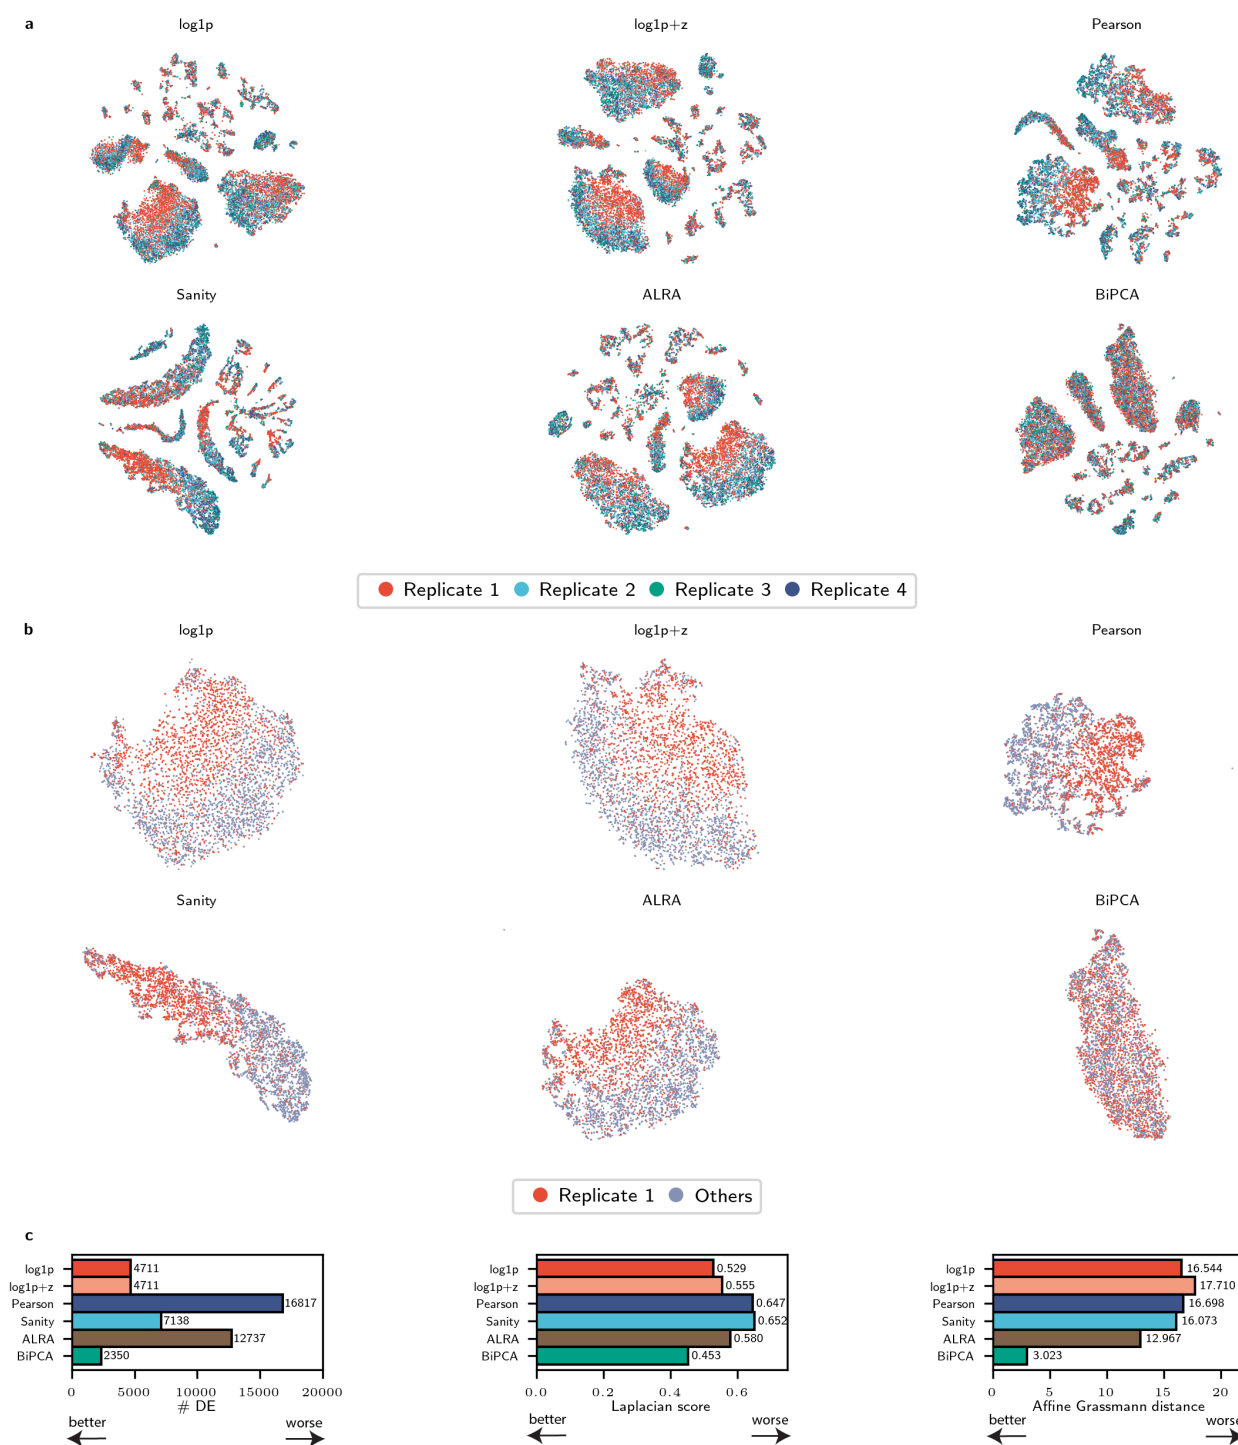 a
log1p
log1p+z
Pearson
Sanity
ALRA
BiPCA
Replicate 1
Replicate 2
Replicate 3
Replicate 4
b
log1p
log1p+z
Pearson
Sanity
ALRA
BiPCA
Replicate 1
Others
c
log1p 4711
log1p+z 4711
Pearson 16817
Sanity 7138
ALRA 12737
BiPCA 2350
0 5000 10000 15000 20000
# DE
better worse
log1p 0.529
log1p+z 0.555
Pearson 0.647
Sanity 0.652
ALRA 0.580
BiPCA 0.453
0.0 0.2 0.4 0.6
Laplacian score
better worse
log1p 16.544
log1p+z 17.710
Pearson 16.698
Sanity 16.073
ALRA 12.967
BiPCA 3.023
0 5 10 15 20
Affine Grassmann distance
better worse